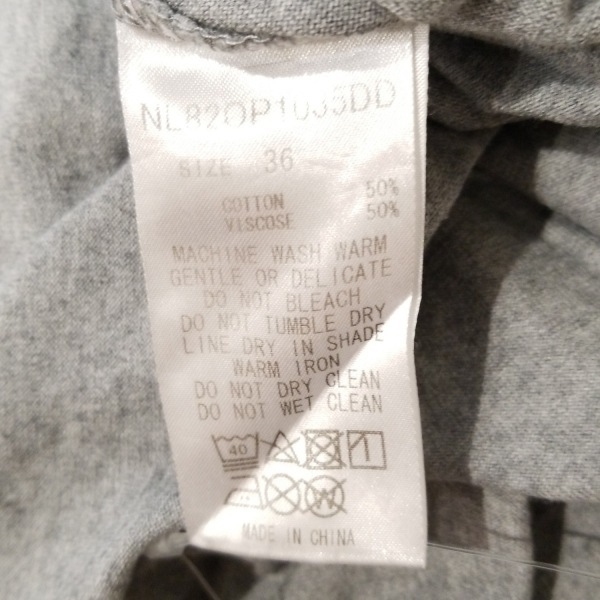 NL82OP1035DD
SIZE 36
COTTON 50%
VISCOSE 50%
MACHINE WASH WARM
GENTLE OR DELICATE
DO NOT BLEACH
DO NOT TUMBLE DRY
LINE DRY IN SHADE
WARM IRON
DO NOT DRY CLEAN
DO NOT WET CLEAN
40
W
MADE IN CHINA